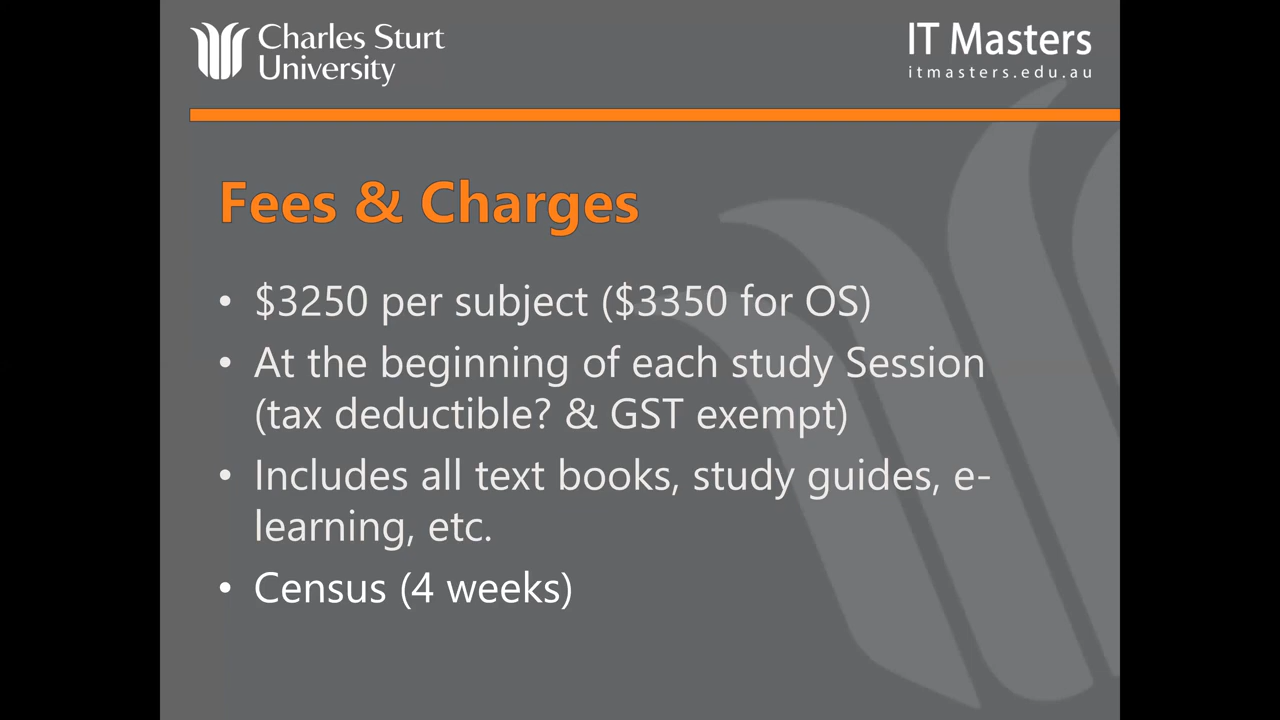 Charles Sturt
University
IT Masters
itmasters.edu.au
Fees & Charges
• $3250 per subject ($3350 for OS)
• At the beginning of each study Session
(tax deductible? & GST exempt)
• Includes all text books, study guides, e-
learning, etc.
• Census (4 weeks)